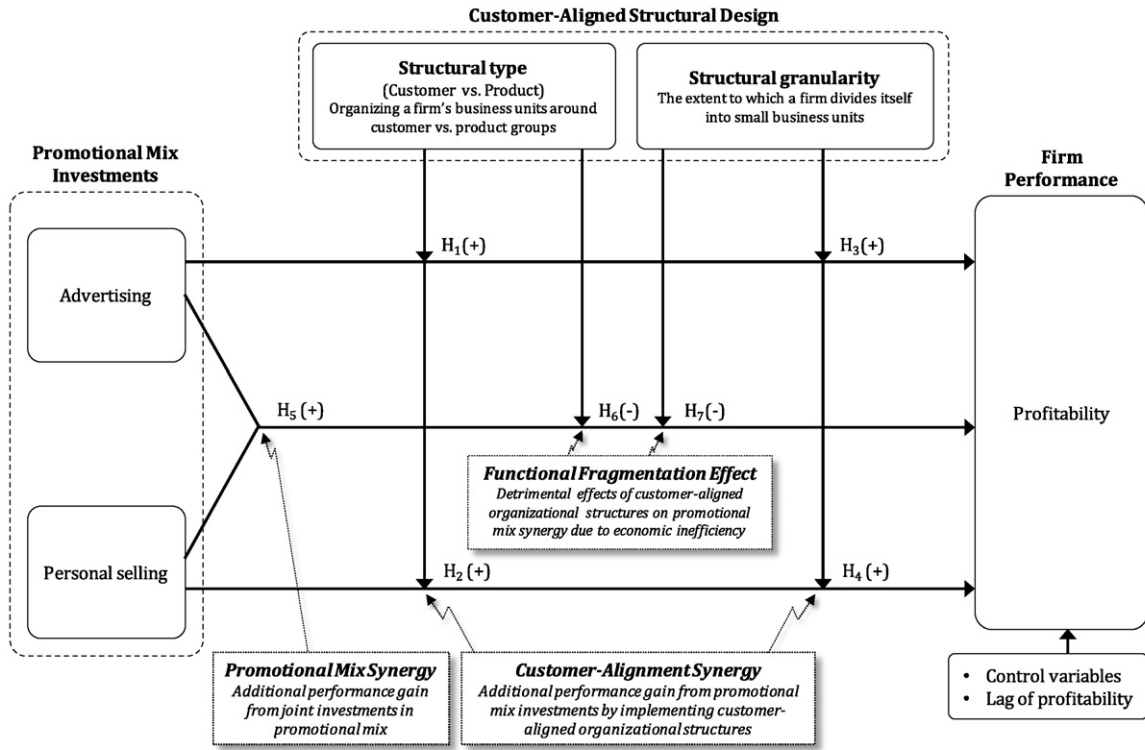 Customer-Aligned Structural Design
Structural type
(Customer vs. Product)
Organizing a firm's business units around
customer vs. product groups
Structural granularity
The extent to which a firm divides itself
into small business units
Promotional Mix
Investments
Firm
Performance
H1(+)
H3(+)
Advertising
H5 (+)
H6(-)
H7(-)
Profitability
Functional Fragmentation Effect
Detrimental effects of customer-aligned
organizational structures on promotional
mix synergy due to economic inefficiency
Personal selling
H2 (+)
H4 (+)
Promotional Mix Synergy
Additional performance gain
from joint investments in
promotional mix
Customer-Alignment Synergy
Additional performance gain from promotional
mix investments by implementing customer-
aligned organizational structures
• Control variables
• Lag of profitability